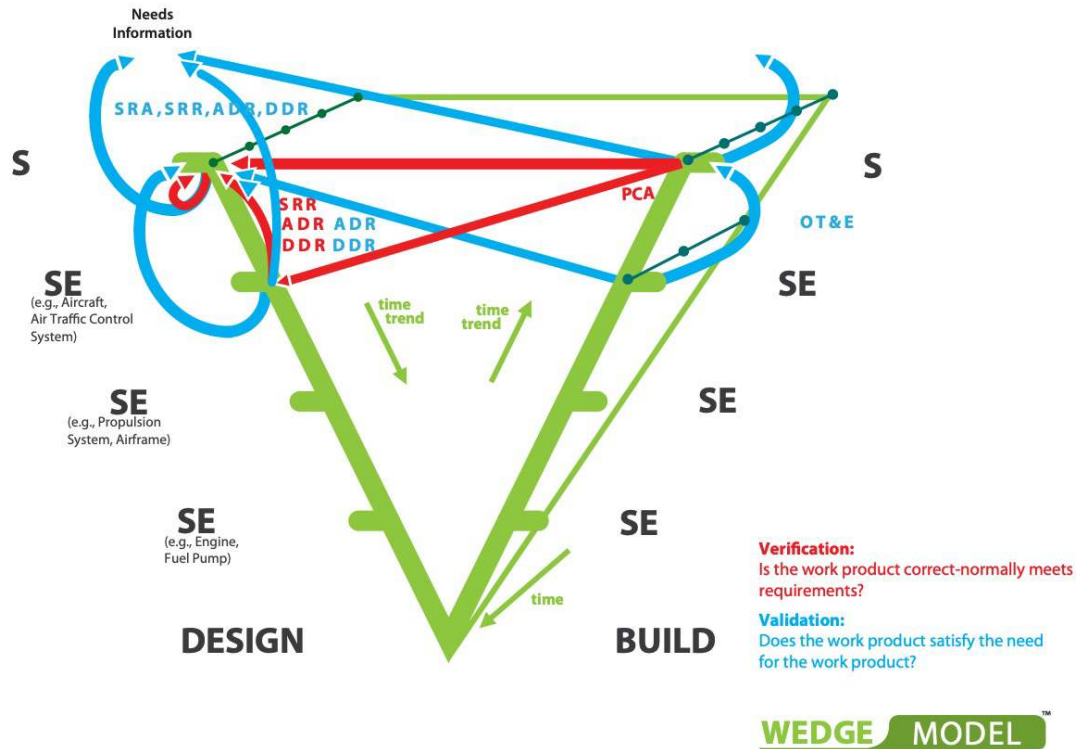 Needs
Information
SRA,SRR,ADR,DDR
S
S
PCA
SRR
ADR ADR
DDR DDR
OT&E
SE
(e.g., Aircraft,
Air Traffic Control
System)
SE
time
trend
time
trend
SE
(e.g., Propulsion
System, Airframe)
SE
SE
(e.g., Engine,
Fuel Pump)
SE
time
DESIGN
BUILD
Verification:
Is the work product correct-normally meets
requirements?
Validation:
Does the work product satisfy the need
for the work product?
WEDGE MODEL™